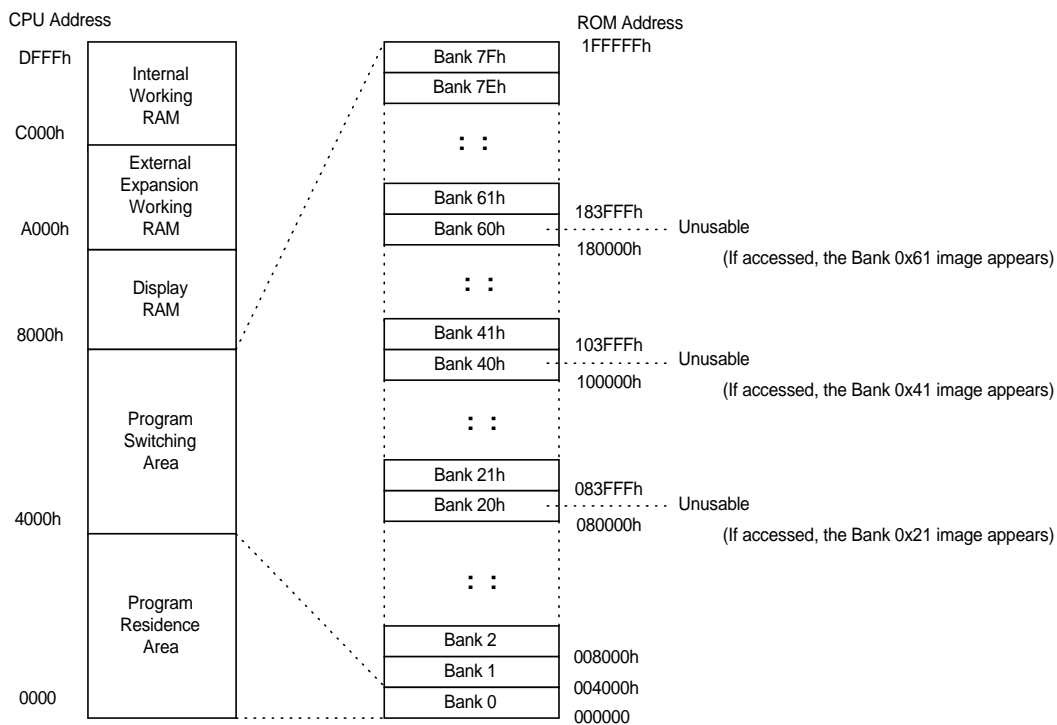 CPU Address
DFFFh
Internal
Working
RAM
C000h
External
Expansion
Working
RAM
A000h
Display
RAM
8000h
Program
Switching
Area
4000h
Program
Residence
Area
0000
ROM Address
1FFFFFh
Bank 7Fh
Bank 7Eh
: :
Bank 61h
183FFFh
Bank 60h
Unusable
180000h
(If accessed, the Bank 0x61 image appears)
: :
Bank 41h
103FFFh
Bank 40h
Unusable
100000h
(If accessed, the Bank 0x41 image appears)
: :
Bank 21h
083FFFh
Bank 20h
Unusable
080000h
(If accessed, the Bank 0x21 image appears)
: :
Bank 2
008000h
Bank 1
004000h
Bank 0
000000